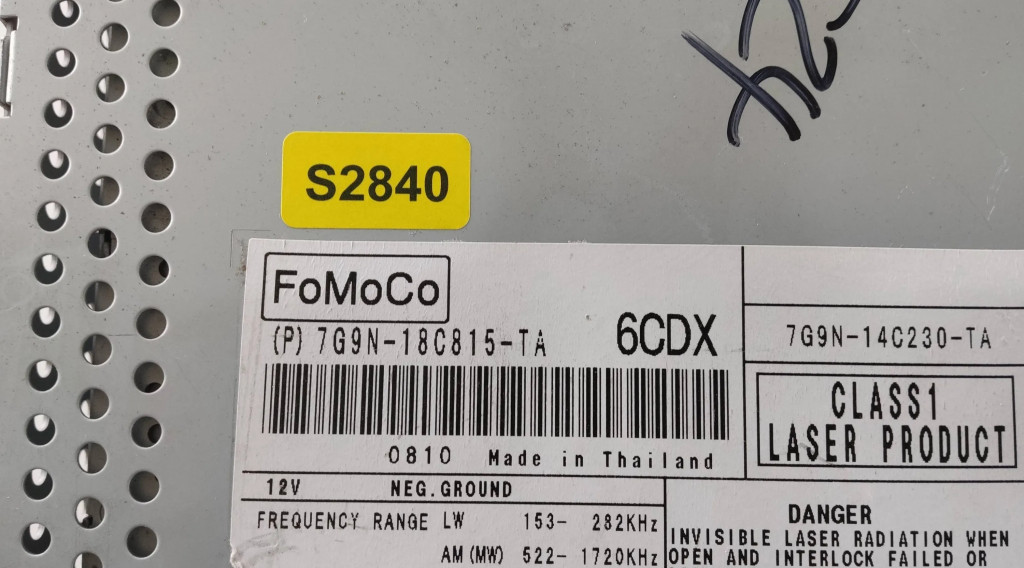 S2840
FoMoCo
(P) 7G9N-18C815-TA 6CDX
0810 Made in Thailand
7G9N-14C230-TA
CLASS1
LASER PRODUCT
12V NEG.GROUND
FREQUENCY RANGE LW 153- 282KHz
AM(MW) 522- 1720KHz
DANGER
INVISIBLE LASER RADIATION WHEN
OPEN AND INTERLOCK FAILED OR